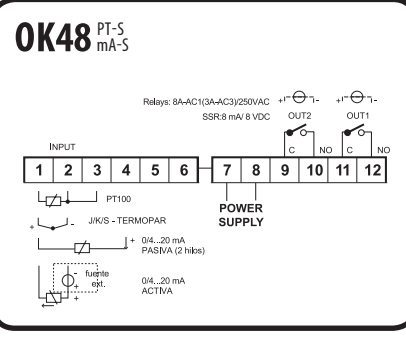 OK48 PT-S
mA-S
Relays: 8A-AC1(3A-AC3)/250VAC
+ - + -
SSR:8 mA/ 8 VDC OUT2 OUT1
INPUT C NO C NO
1 2 3 4 5 6 7 8 9 10 11 12
PT100
POWER
SUPPLY
+ - J/K/S - TERMOPAR
+ 0/4...20 mA
PASIVA (2 hilos)
- fuente
+ ext.
0/4...20 mA
+ ACTIVA